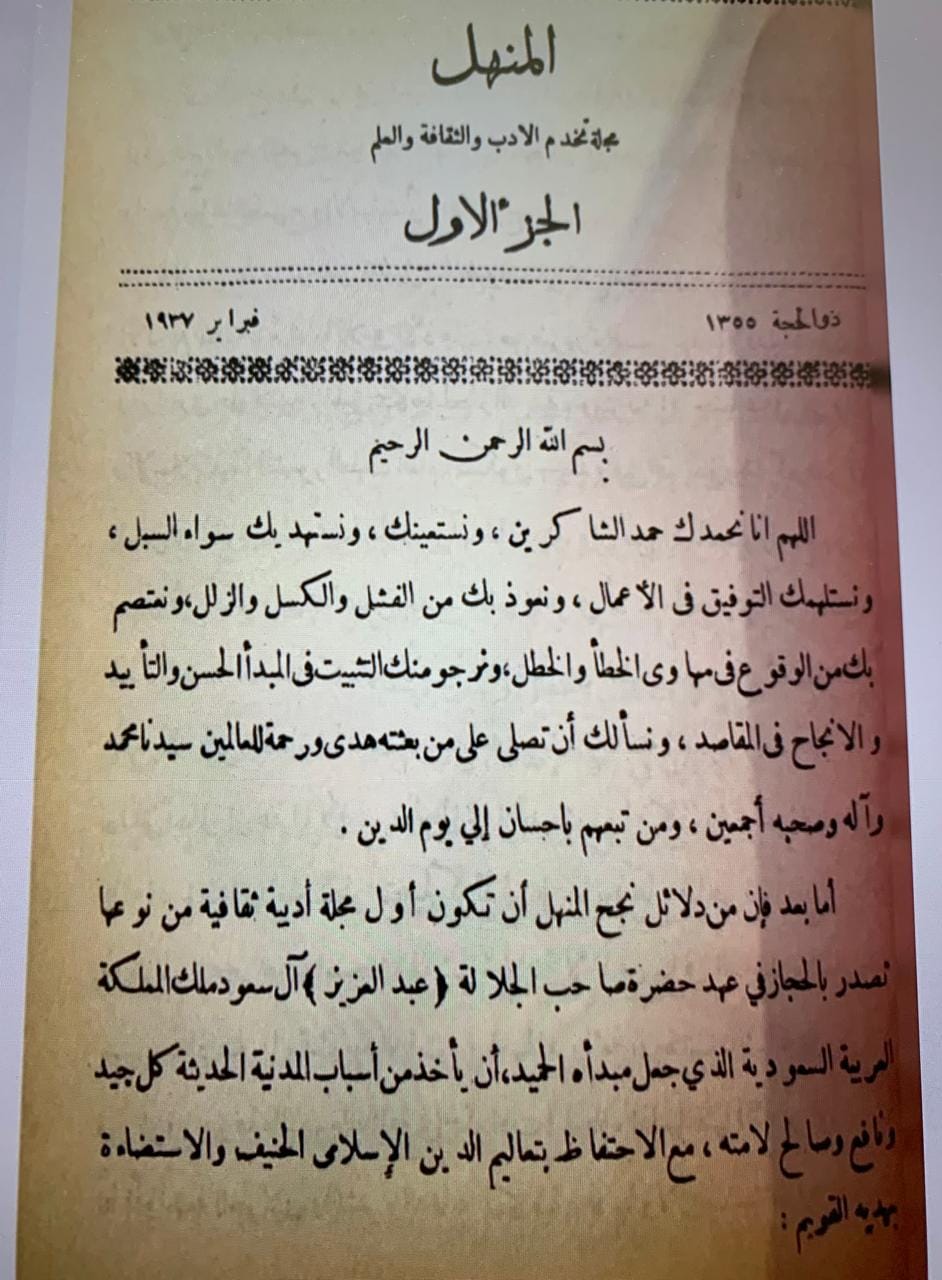 المنهل
مجلة تخدم الادب والثقافة والعلم
الجزء الاول
ذو الحجة ١٣٥٥
فبراير ١٩٣٧
بسم الله الرحمن الرحيم
اللهم انا نحمدك حمد الشاكرين ، ونستعينك ، ونستهديك سواء السبل ،
ونستلهمك التوفيق فى الأعمال ، ونعوذ بك من الفشل والكسل والزلل، ونعتصم
بك من الوقوع فى مهاوى الخطأ والخطل، ونرجو منك التثبيت فى المبدأ الحسن والتأييد
والانجاح فى المقاصد ، ونسألك أن تصلى على من بعثته هدى ورحمة للعالمين سيدنا محمد
وآله وصحبه أجمعين ، ومن تبعهم باحسان إلي يوم الدين .
أما بعد فإن من دلائل نجح المنهل أن تكون أول مجلة أدبية ثقافية من نوعها
تصدر بالحجاز في عهد حضرة صاحب الجلالة ﴿ عبد العزيز ﴾ آل سعود ملك المملكة
العربية السعودية الذي جعل مبدأه الحميد، أن يأخذ من أسباب المدنية الحديثة كل جيد
ونافع وصالح لامته ، مع الاحتفاظ بتعاليم الدين الإسلامى الحنيف والاستضاءة
بهديه القويم :